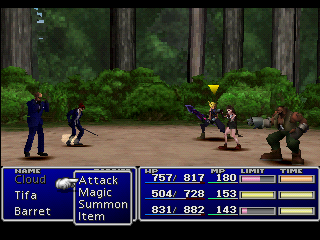 NAME HP MP LIMIT TIME
Cloud 757/ 817 180
Tifa 504/ 728 153
Barret 831/ 882 143
Attack
Magic
Summon
Item